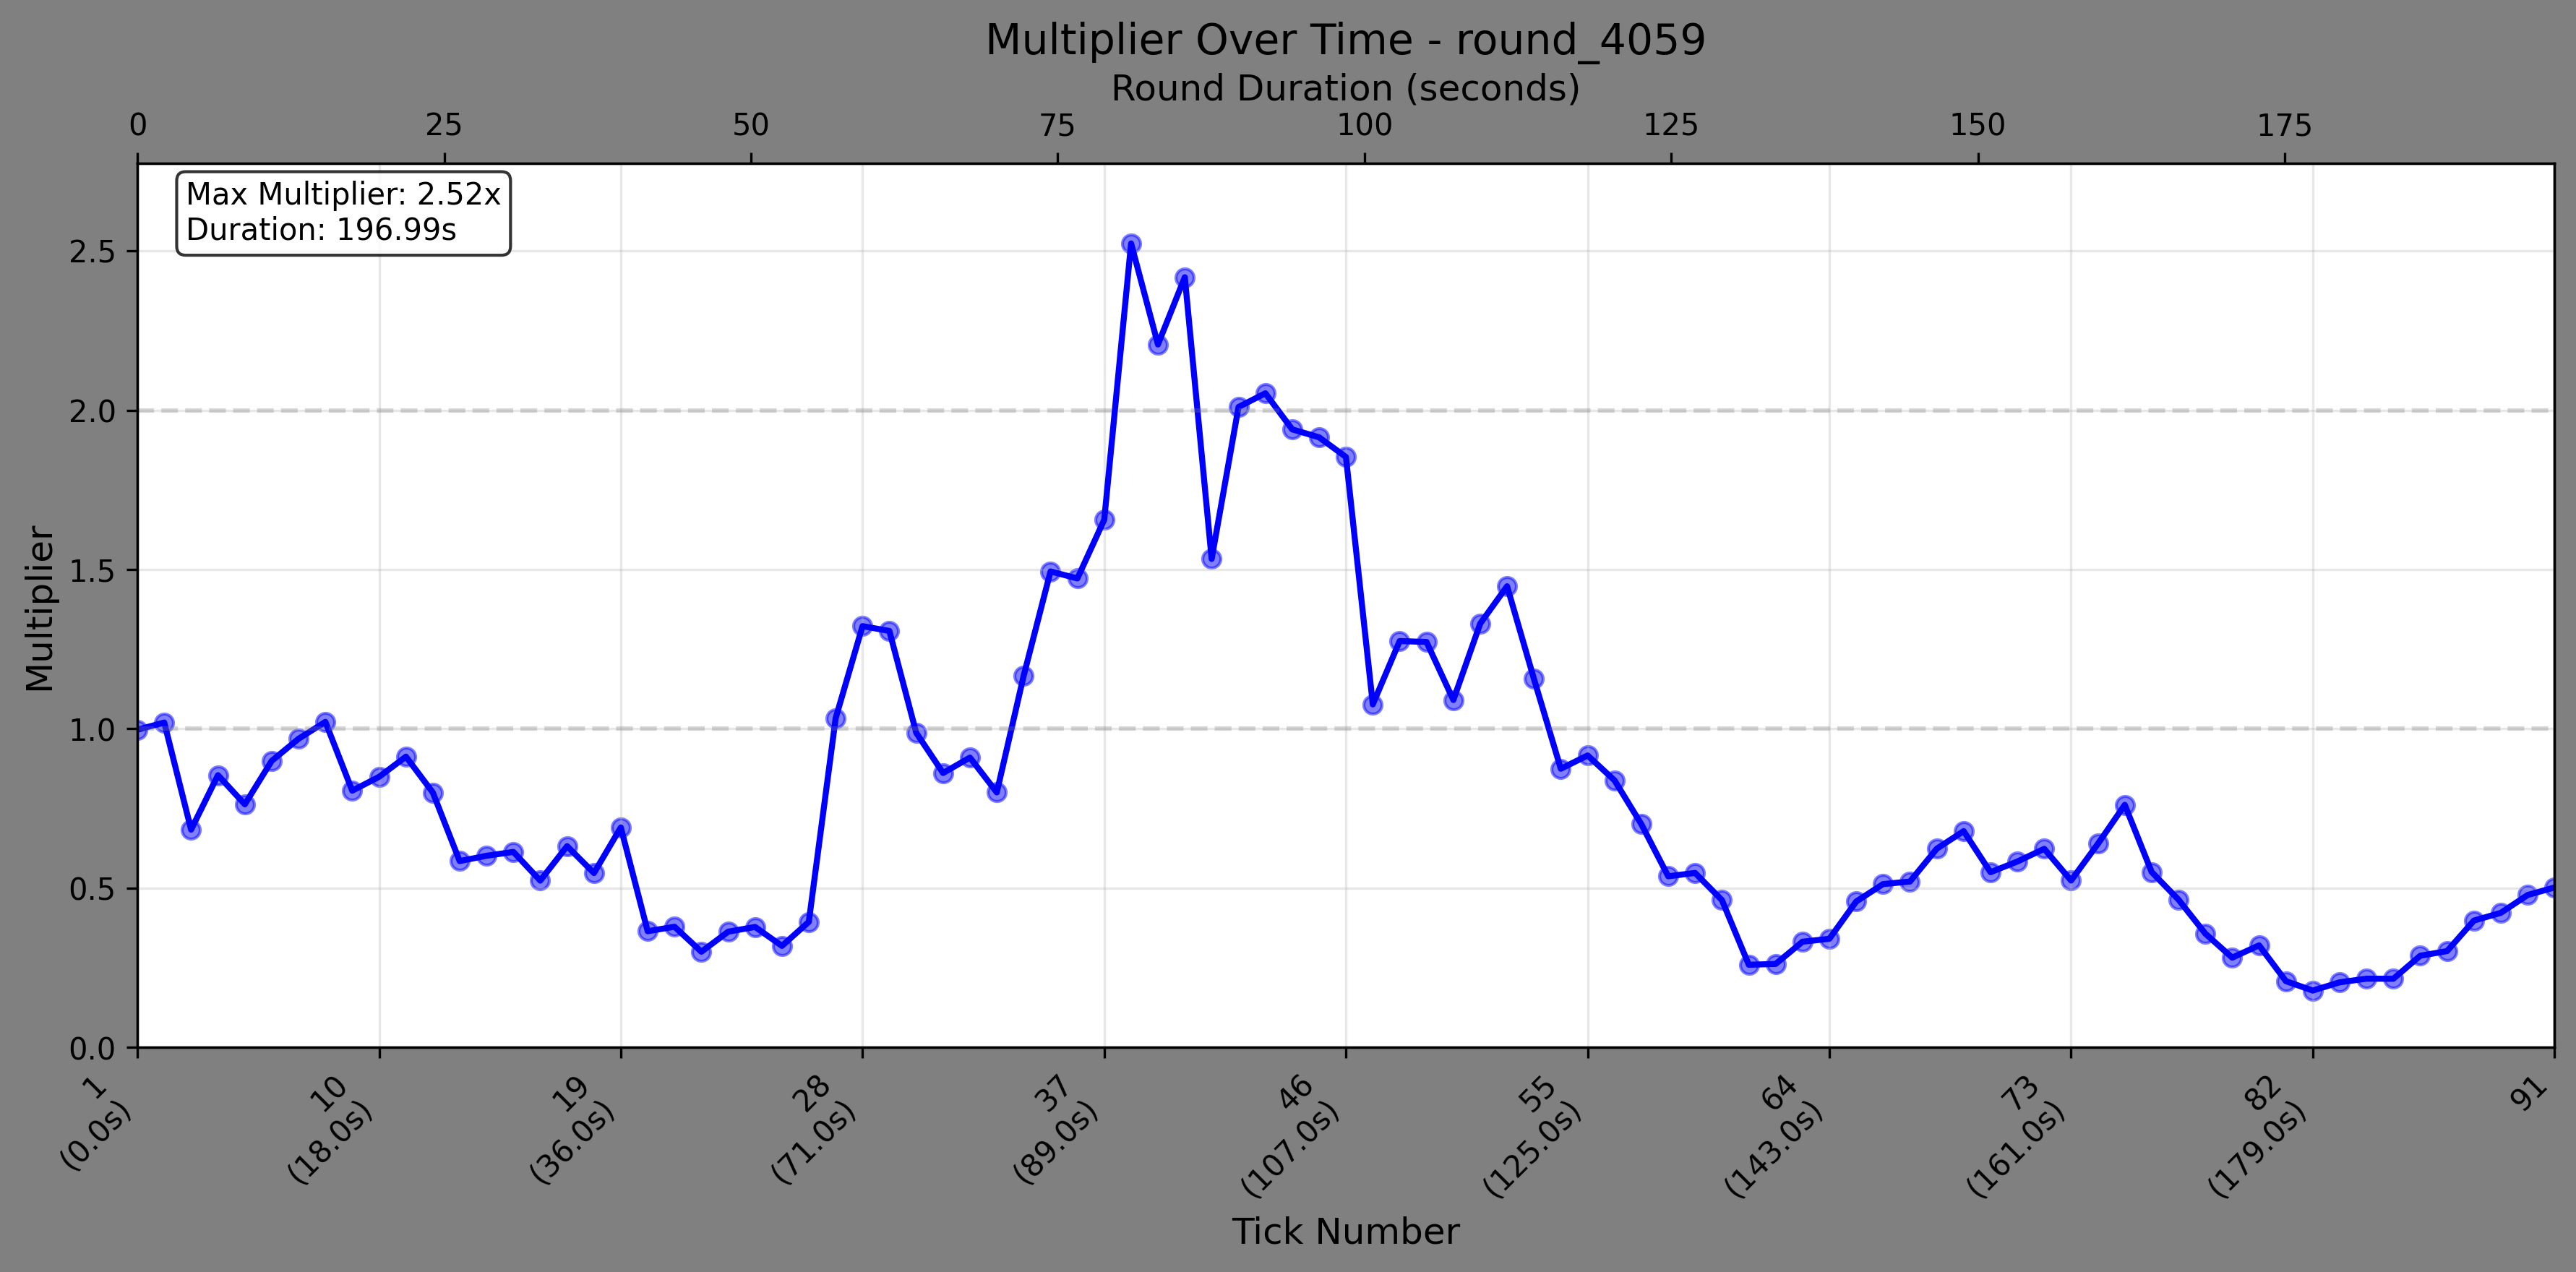 Multiplier Over Time - round_4059
Round Duration (seconds)
0 25 50 75 100 125 150 175
Max Multiplier: 2.52x
Duration: 196.99s
Multiplier
2.5
2.0
1.5
1.0
0.5
0.0
1
(0.0s)
10
(18.0s)
19
(36.0s)
28
(71.0s)
37
(89.0s)
46
(107.0s)
55
(125.0s)
64
(143.0s)
73
(161.0s)
82
(179.0s)
91
Tick Number